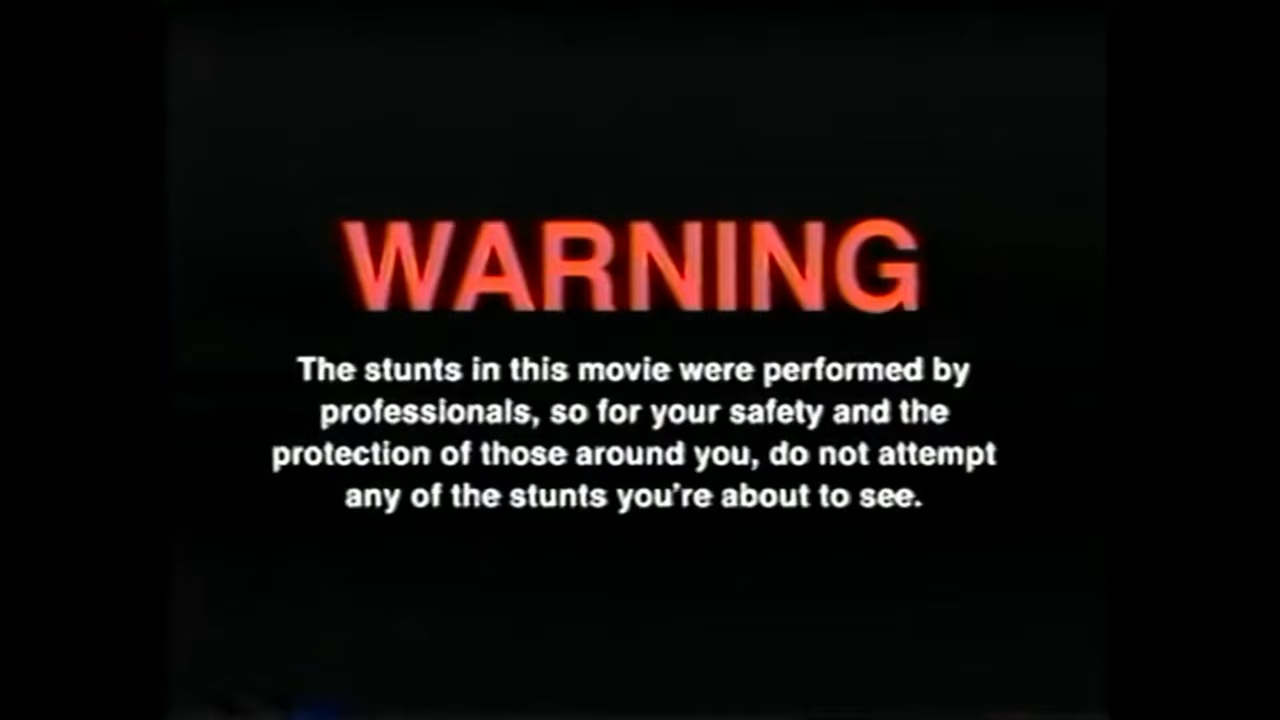 WARNING
The stunts in this movie were performed by
professionals, so for your safety and the
protection of those around you, do not attempt
any of the stunts you're about to see.